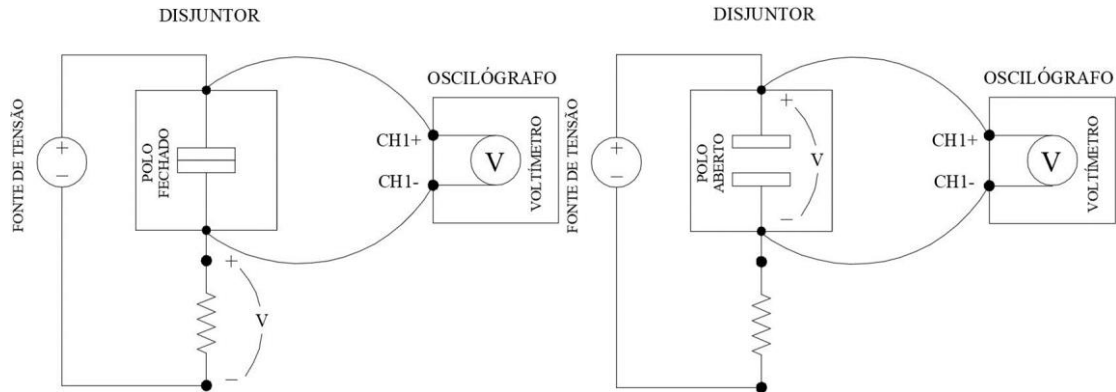 DISJUNTOR
FONTE DE TENSÃO
+
−
POLO
FECHADO
OSCILÓGRAFO
CH1+
CH1-
V
VOLTÍMETRO
+
V
−
DISJUNTOR
FONTE DE TENSÃO
+
−
POLO
ABERTO
+
V
−
OSCILÓGRAFO
CH1+
CH1-
V
VOLTÍMETRO